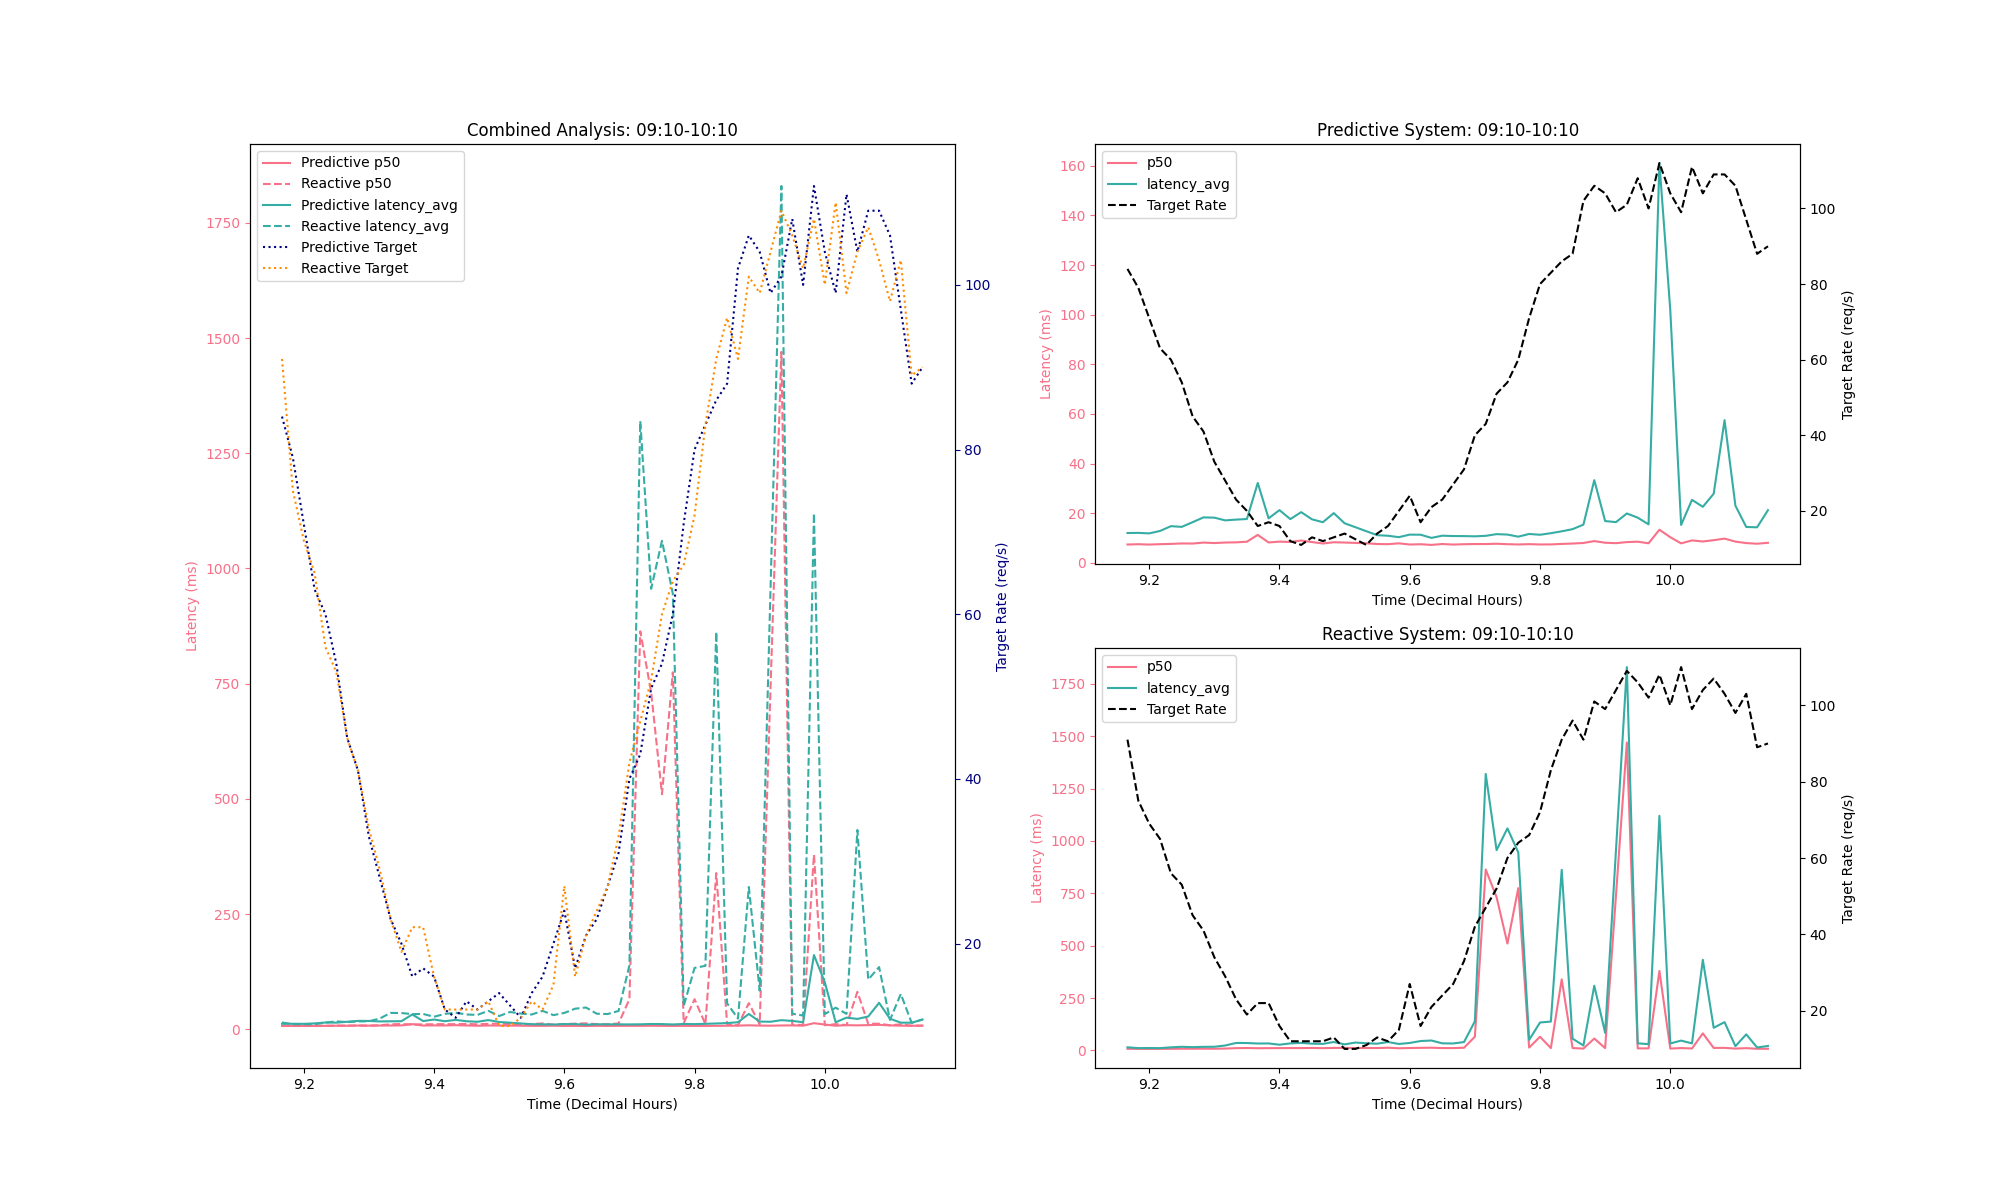 Combined Analysis: 09:10-10:10
Predictive p50
Reactive p50
Predictive latency_avg
Reactive latency_avg
Predictive Target
Reactive Target
1750
1500
1250
1000
750
500
250
0
Latency (ms)
100
80
60
40
20
Target Rate (req/s)
9.2 9.4 9.6 9.8 10.0
Time (Decimal Hours)
Predictive System: 09:10-10:10
p50
latency_avg
Target Rate
160
140
120
100
80
60
40
20
0
Latency (ms)
100
80
60
40
20
Target Rate (req/s)
9.2 9.4 9.6 9.8 10.0
Time (Decimal Hours)
Reactive System: 09:10-10:10
p50
latency_avg
Target Rate
1750
1500
1250
1000
750
500
250
0
Latency (ms)
100
80
60
40
20
Target Rate (req/s)
9.2 9.4 9.6 9.8 10.0
Time (Decimal Hours)